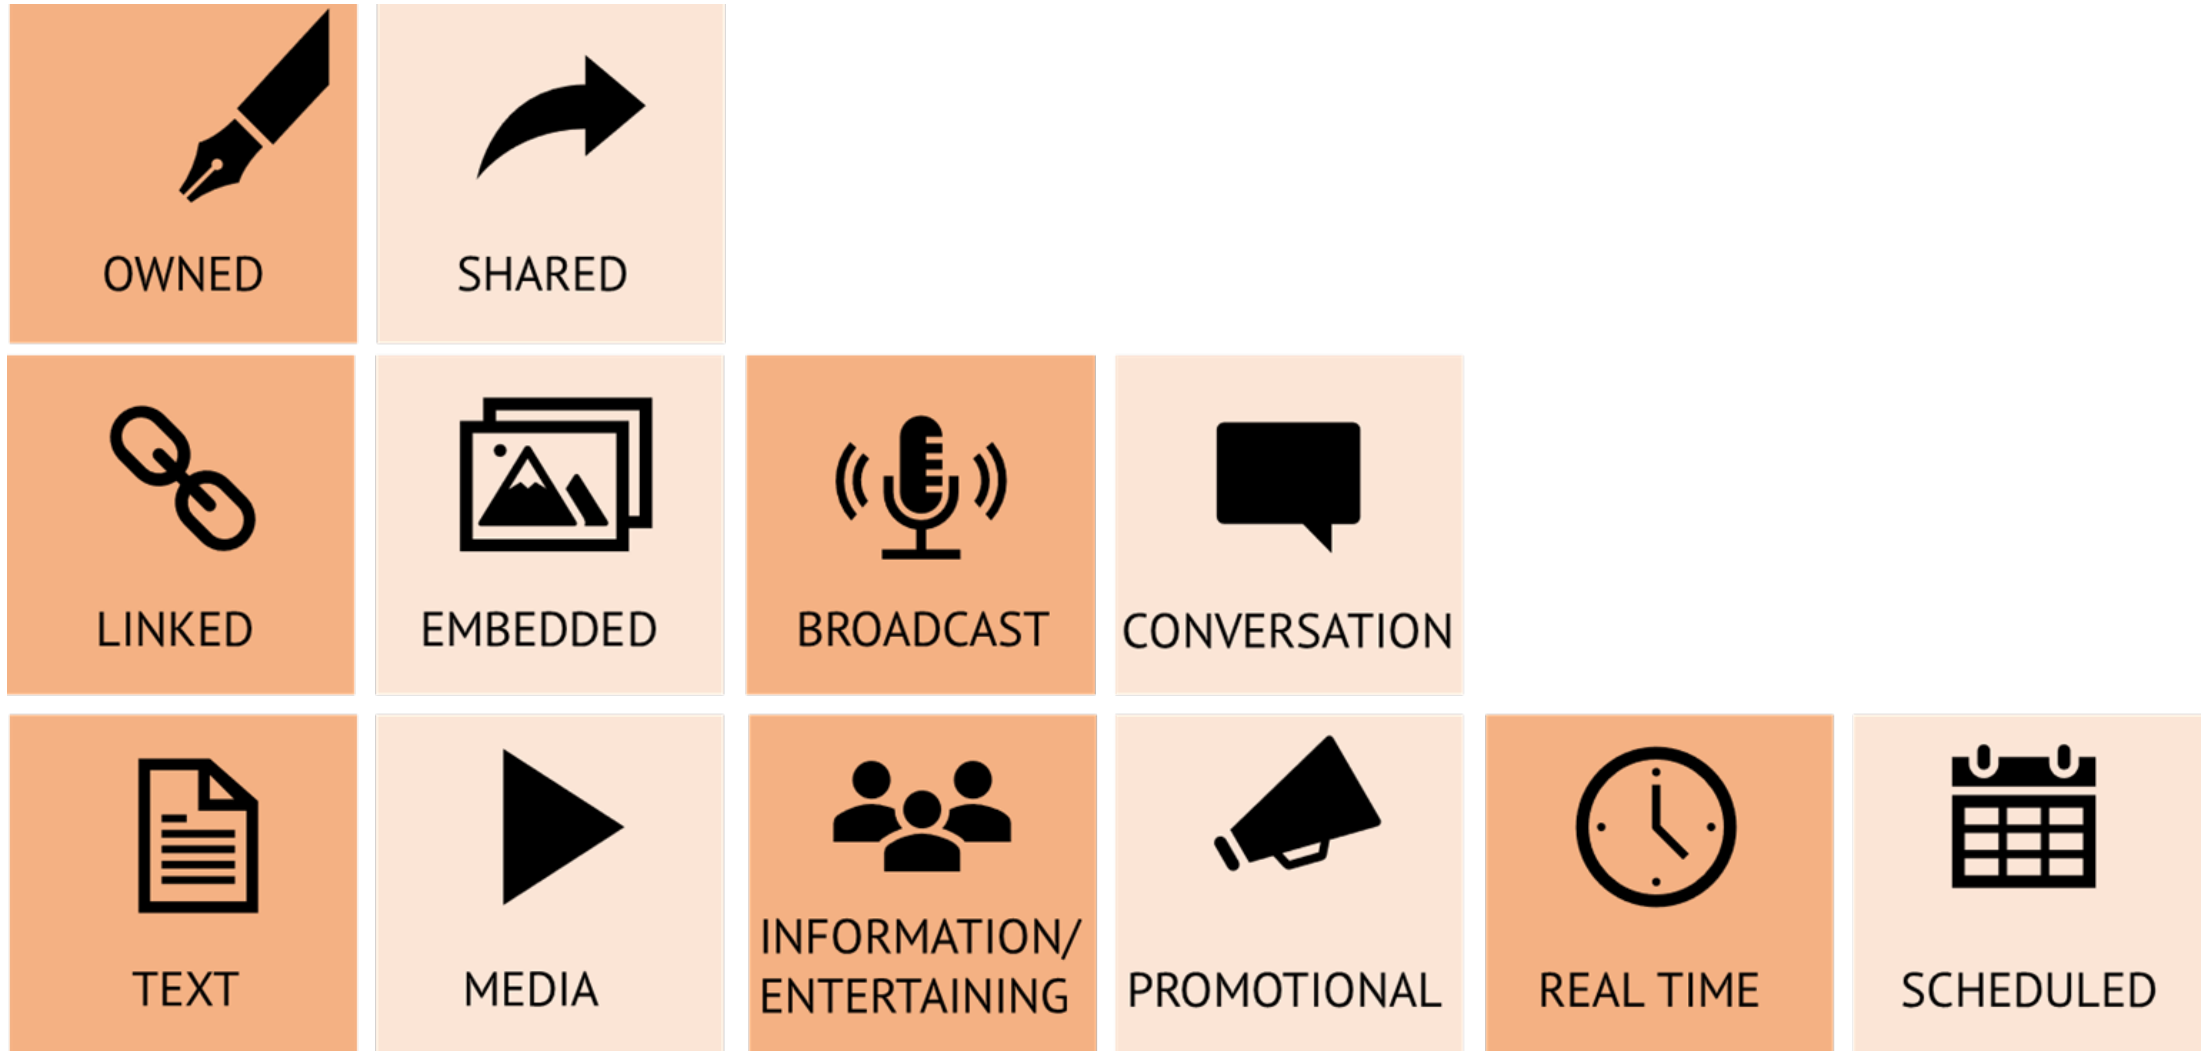 OWNED
SHARED
LINKED
EMBEDDED
BROADCAST
CONVERSATION
TEXT
MEDIA
INFORMATION/
ENTERTAINING
PROMOTIONAL
REAL TIME
SCHEDULED